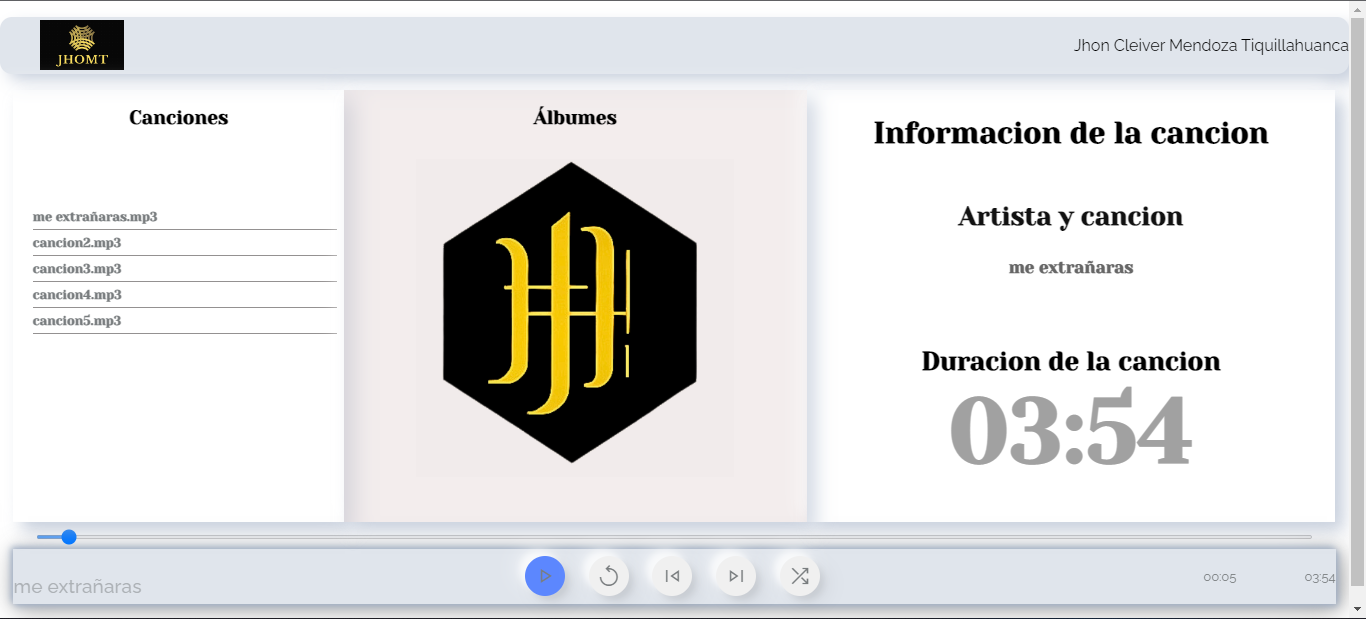 JHOMT
Jhon Cleiver Mendoza Tiquillahuanca
Canciones
me extrañaras.mp3
cancion2.mp3
cancion3.mp3
cancion4.mp3
cancion5.mp3
Álbumes
Informacion de la cancion
Artista y cancion
me extrañaras
Duracion de la cancion
03:54
me extrañaras
00:05
03:54